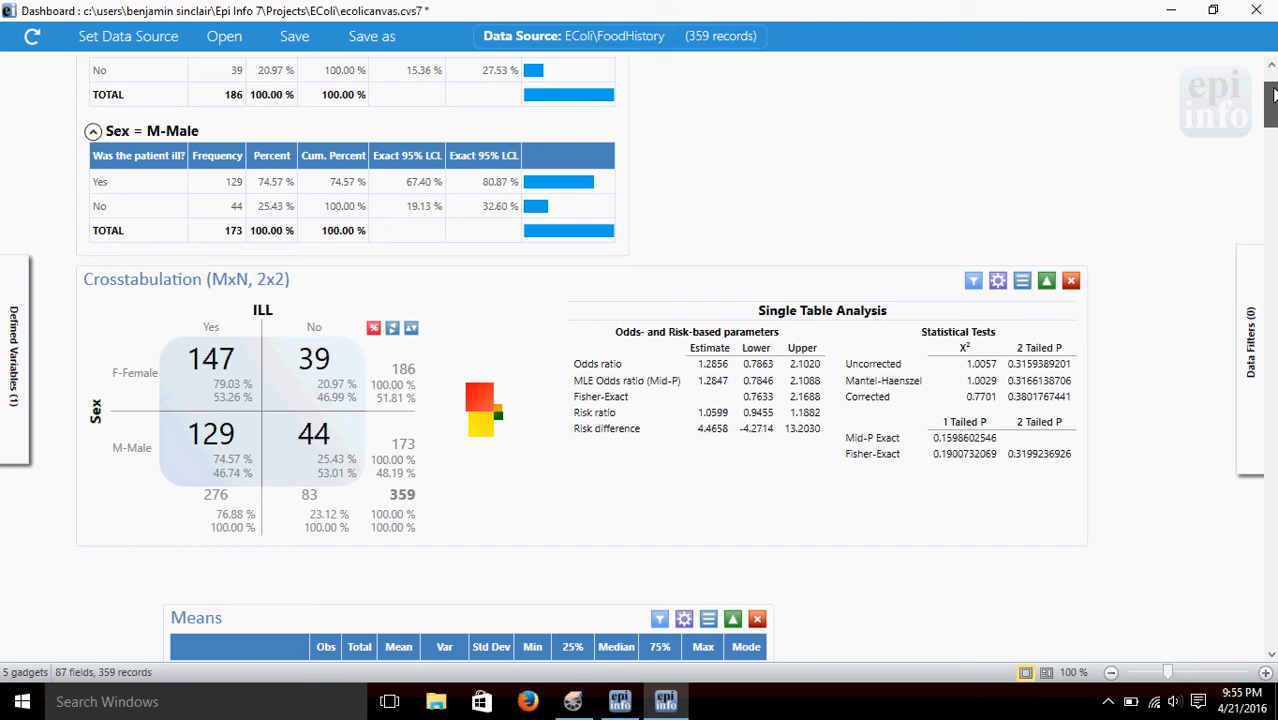 Dashboard : c:\users\benjamin sinclair\Epi Info 7\Projects\EColi\ecolicanvas.cvs7 *
Set Data Source Open Save Save as Data Source: EColi\FoodHistory (359 records)
epi info
No 39 20.97 % 100.00 % 15.36 % 27.53 %
TOTAL 186 100.00 % 100.00 %
Sex = M-Male
Was the patient ill? Frequency Percent Cum. Percent Exact 95% LCL Exact 95% LCL
Yes 129 74.57 % 74.57 % 67.40 % 80.87 %
No 44 25.43 % 100.00 % 19.13 % 32.60 %
TOTAL 173 100.00 % 100.00 %
Defined Variables (1)
Data Filters (0)
Crosstabulation (MxN, 2x2)
ILL
Yes No %
Sex
F-Female 147 39 186
79.03 % 20.97 % 100.00 %
53.26 % 46.99 % 51.81 %
M-Male 129 44 173
74.57 % 25.43 % 100.00 %
46.74 % 53.01 % 48.19 %
276 83 359
76.88 % 23.12 % 100.00 %
100.00 % 100.00 % 100.00 %
Single Table Analysis
Odds- and Risk-based parameters
Estimate Lower Upper
Odds ratio 1.2856 0.7863 2.1020
MLE Odds ratio (Mid-P) 1.2847 0.7846 2.1088
Fisher-Exact 0.7633 2.1688
Risk ratio 1.0599 0.9455 1.1882
Risk difference 4.4658 -4.2714 13.2030
Statistical Tests
X² 2 Tailed P
Uncorrected 1.0057 0.3159389201
Mantel-Haenszel 1.0029 0.3166138706
Corrected 0.7701 0.3801767441
1 Tailed P 2 Tailed P
Mid-P Exact 0.1598602546
Fisher-Exact 0.1900732069 0.3199236926
Means
Obs Total Mean Var Std Dev Min 25% Median 75% Max Mode
5 gadgets 87 fields, 359 records 100 %
Search Windows
epi info
epi info
9:55 PM
4/21/2016